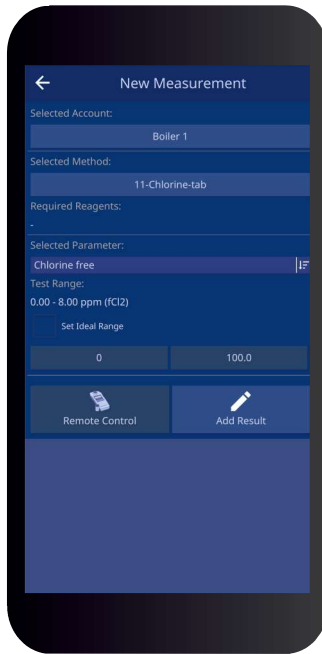 New Measurement
Selected Account:
Boiler 1
Selected Method:
11-Chlorine-tab
Required Reagents:
-
Selected Parameter:
Chlorine free
Test Range:
0.00 - 8.00 ppm (fCl2)
Set Ideal Range
0 100.0
Remote Control Add Result